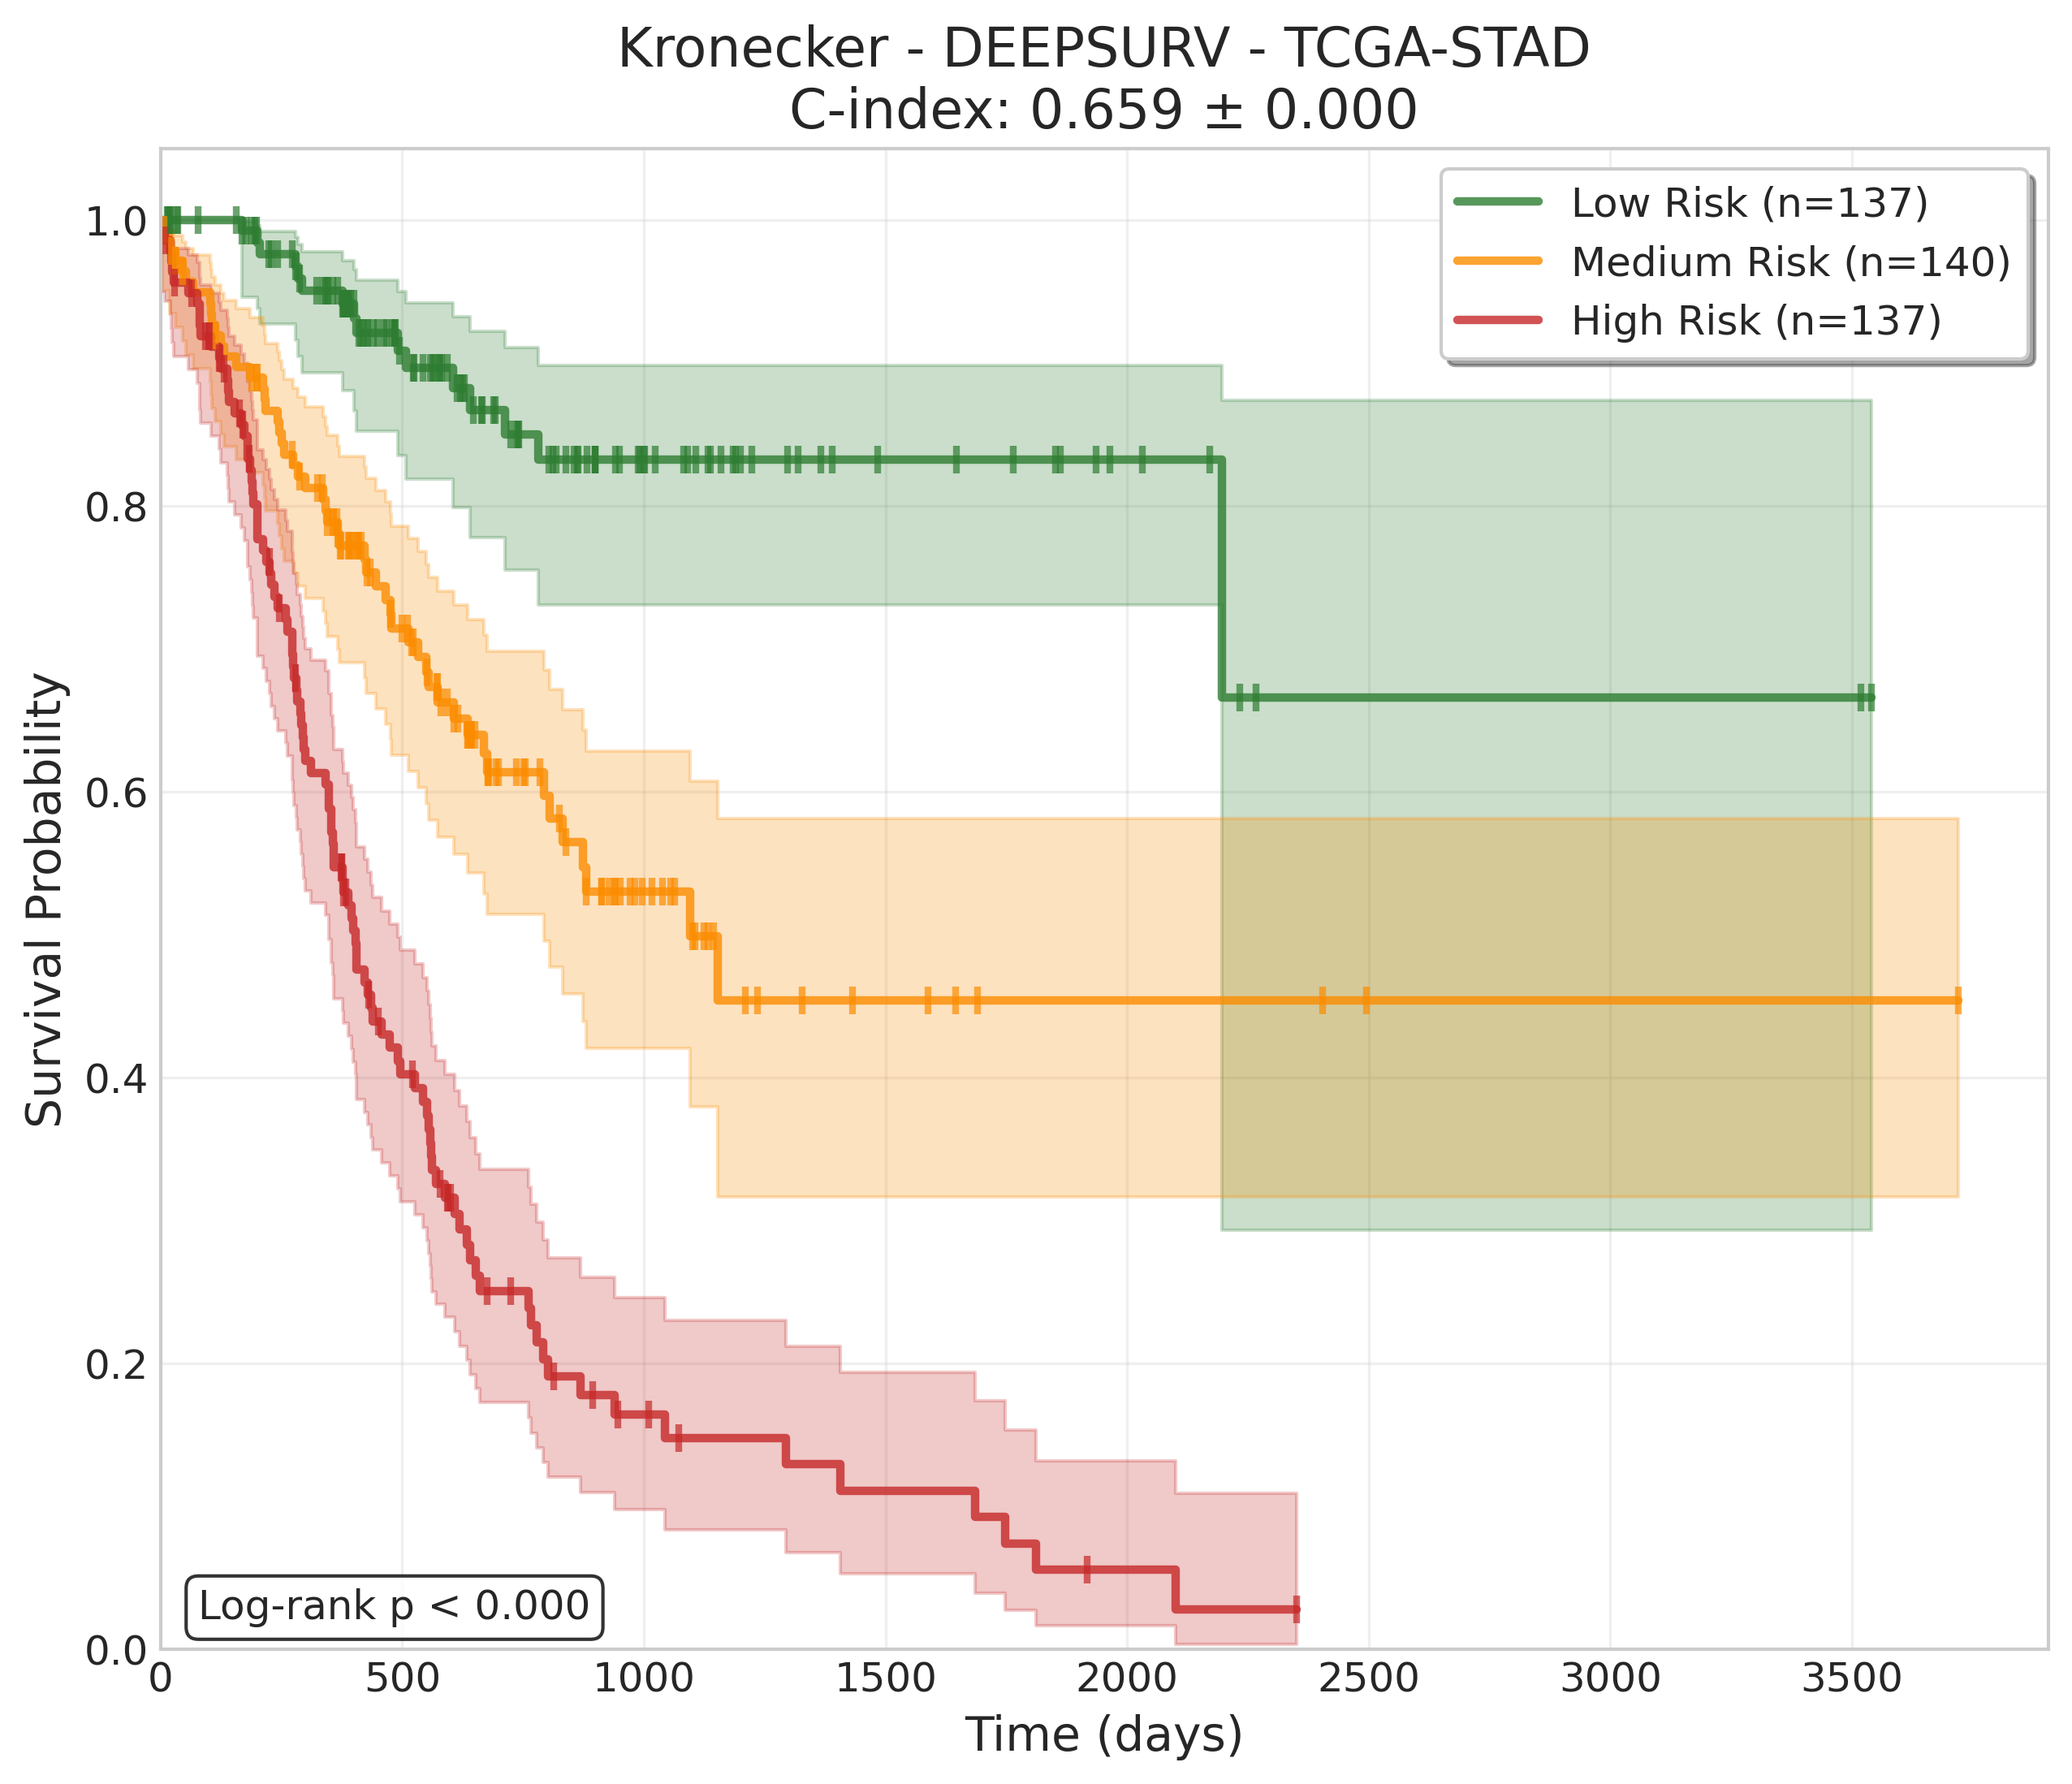 Kronecker - DEEPSURV - TCGA-STAD
C-index: 0.659 ± 0.000
Low Risk (n=137)
Medium Risk (n=140)
High Risk (n=137)
Survival Probability
1.0
0.8
0.6
0.4
0.2
0.0
Log-rank p < 0.000
0 500 1000 1500 2000 2500 3000 3500
Time (days)